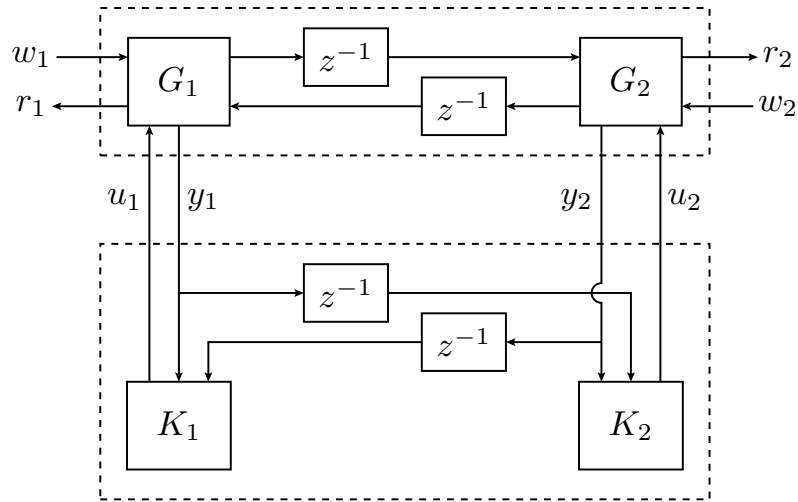 w₁ G₁ z⁻¹ G₂ r₂
r₁ z⁻¹ w₂
u₁ y₁ y₂ u₂
z⁻¹
z⁻¹
K₁ K₂